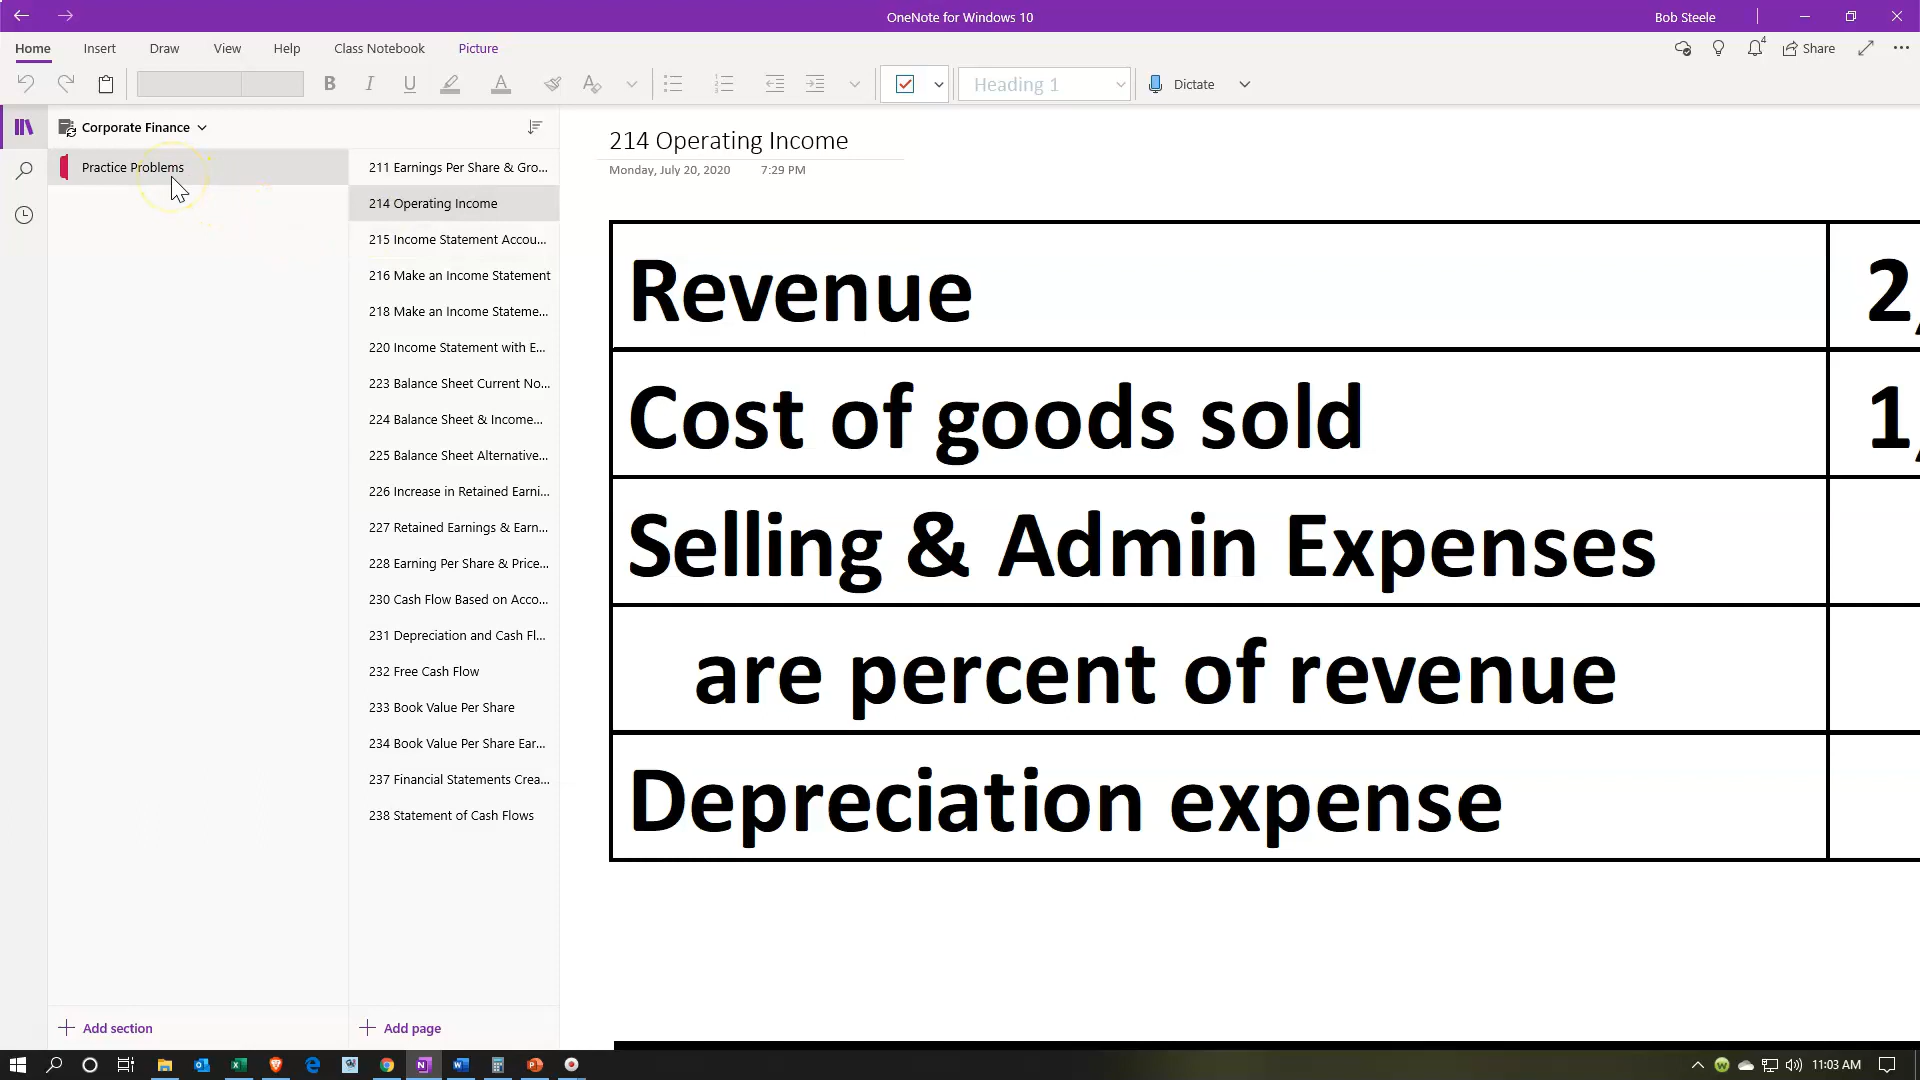 OneNote for Windows 10
Bob Steele
Home
Insert
Draw
View
Help
Class Notebook
Picture
4
Share
B
I
U
A
Heading 1
Dictate
Corporate Finance
Practice Problems
211 Earnings Per Share & Gro...
214 Operating Income
215 Income Statement Accou...
216 Make an Income Statement
218 Make an Income Stateme...
220 Income Statement with E...
223 Balance Sheet Current No...
224 Balance Sheet & Income...
225 Balance Sheet Alternative...
226 Increase in Retained Earni...
227 Retained Earnings & Earn...
228 Earning Per Share & Price...
230 Cash Flow Based on Acco...
231 Depreciation and Cash Fl...
232 Free Cash Flow
233 Book Value Per Share
234 Book Value Per Share Ear...
237 Financial Statements Crea...
238 Statement of Cash Flows
Add section
Add page
214 Operating Income
Monday, July 20, 2020 7:29 PM
Revenue 2,
Cost of goods sold 1,
Selling & Admin Expenses
are percent of revenue
Depreciation expense
11:03 AM